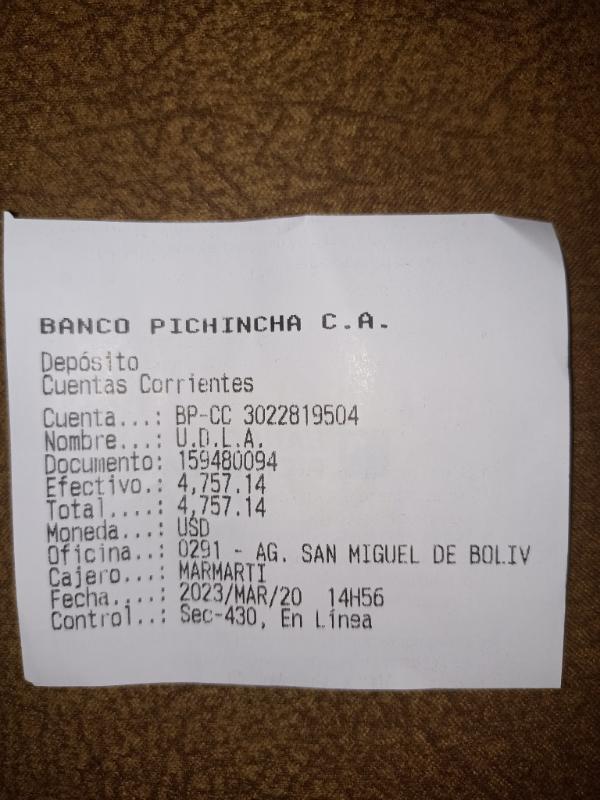 BANCO PICHINCHA C.A.
Depósito
Cuentas Corrientes
Cuenta...: BP-CC 3022819504
Nombre...: U.D.L.A.
Documento: 159480094
Efectivo.: 4,757.14
Total....: 4,757.14
Moneda...: USD
Oficina..: 0291 - AG. SAN MIGUEL DE BOLIV
Cajero...: MARMARTI
Fecha....: 2023/MAR/20 14H56
Control..: Sec-430, En Línea